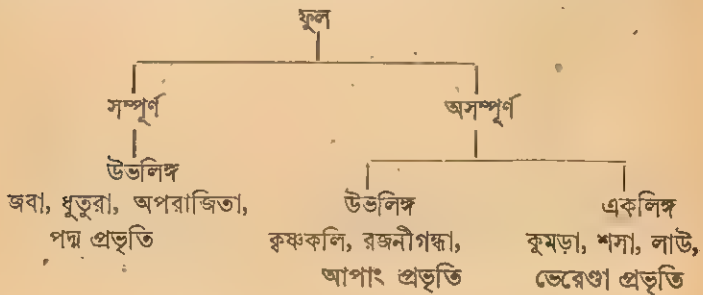 ফুল
সম্পূর্ণ
অসম্পূর্ণ
উভলিঙ্গ
জবা, ধুতুরা, অপরাজিতা,
পদ্ম প্রভৃতি
উভলিঙ্গ
কৃষ্ণকলি, রজনীগন্ধা,
আপাং প্রভৃতি
একলিঙ্গ
কুমড়া, শসা, লাউ,
ভেরেণ্ডা প্রভৃতি